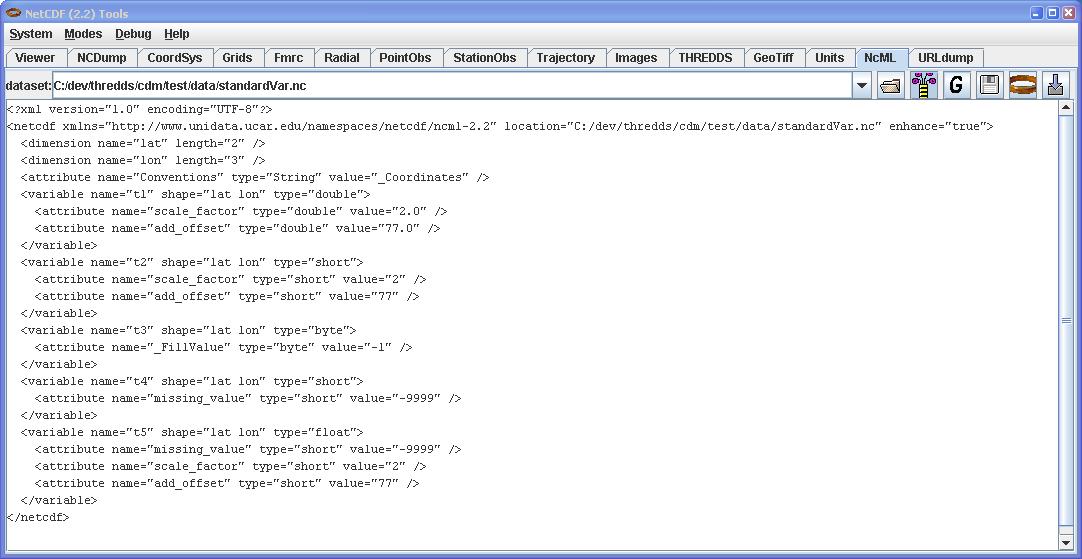 NetCDF (2.2) Tools
System Modes Debug Help
Viewer NCDump CoordSys Grids Fmrc Radial PointObs StationObs Trajectory Images THREDDS GeoTiff Units NcML URLdump
dataset: C:/dev/thredds/cdm/test/data/standardVar.nc G
<?xml version="1.0" encoding="UTF-8"?>
<netcdf xmlns="http://www.unidata.ucar.edu/namespaces/netcdf/ncml-2.2" location="C:/dev/thredds/cdm/test/data/standardVar.nc" enhance="true">
  <dimension name="lat" length="2" />
  <dimension name="lon" length="3" />
  <attribute name="Conventions" type="String" value="_Coordinates" />
  <variable name="t1" shape="lat lon" type="double">
    <attribute name="scale_factor" type="double" value="2.0" />
    <attribute name="add_offset" type="double" value="77.0" />
  </variable>
  <variable name="t2" shape="lat lon" type="short">
    <attribute name="scale_factor" type="short" value="2" />
    <attribute name="add_offset" type="short" value="77" />
  </variable>
  <variable name="t3" shape="lat lon" type="byte">
    <attribute name="_FillValue" type="byte" value="-1" />
  </variable>
  <variable name="t4" shape="lat lon" type="short">
    <attribute name="missing_value" type="short" value="-9999" />
  </variable>
  <variable name="t5" shape="lat lon" type="float">
    <attribute name="missing_value" type="short" value="-9999" />
    <attribute name="scale_factor" type="short" value="2" />
    <attribute name="add_offset" type="short" value="77" />
  </variable>
</netcdf>